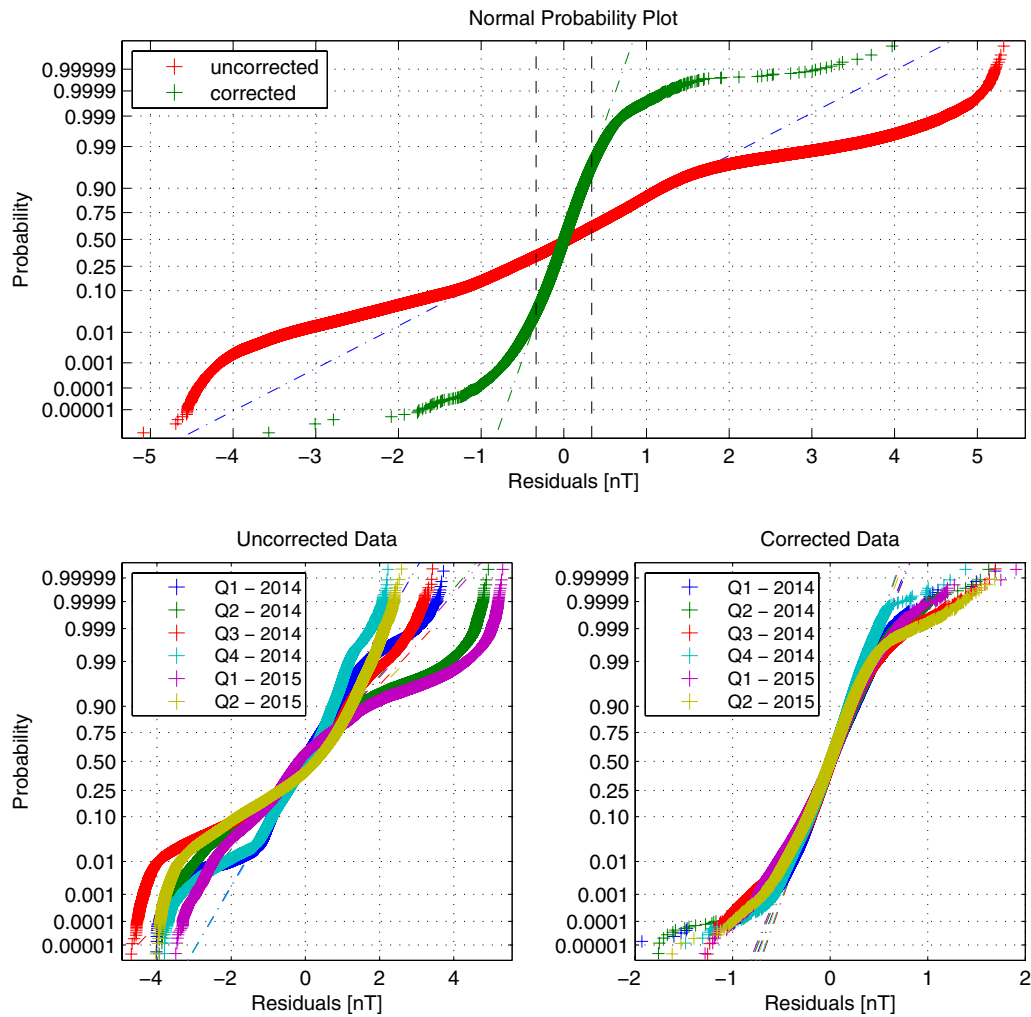 Normal Probability Plot
uncorrected
corrected
0.99999
0.9999
0.999
0.99
0.90
0.75
0.50
0.25
0.10
0.01
0.001
0.0001
0.00001
Probability
−5 −4 −3 −2 −1 0 1 2 3 4 5
Residuals [nT]
Uncorrected Data
Q1 − 2014
Q2 − 2014
Q3 − 2014
Q4 − 2014
Q1 − 2015
Q2 − 2015
0.99999
0.9999
0.999
0.99
0.90
0.75
0.50
0.25
0.10
0.01
0.001
0.0001
0.00001
Probability
−4 −2 0 2 4
Residuals [nT]
Corrected Data
Q1 − 2014
Q2 − 2014
Q3 − 2014
Q4 − 2014
Q1 − 2015
Q2 − 2015
0.99999
0.9999
0.999
0.99
0.90
0.75
0.50
0.25
0.10
0.01
0.001
0.0001
0.00001
−2 −1 0 1 2
Residuals [nT]